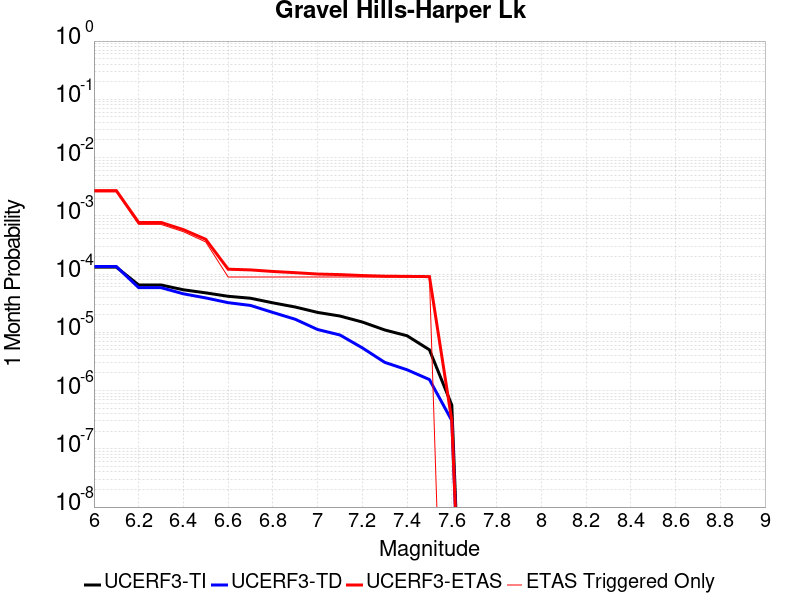 Gravel Hills-Harper Lk
10^0
10^-1
10^-2
10^-3
10^-4
10^-5
10^-6
10^-7
10^-8
1 Month Probability
6 6.2 6.4 6.6 6.8 7 7.2 7.4 7.6 7.8 8 8.2 8.4 8.6 8.8 9
Magnitude
UCERF3-TI UCERF3-TD UCERF3-ETAS ETAS Triggered Only